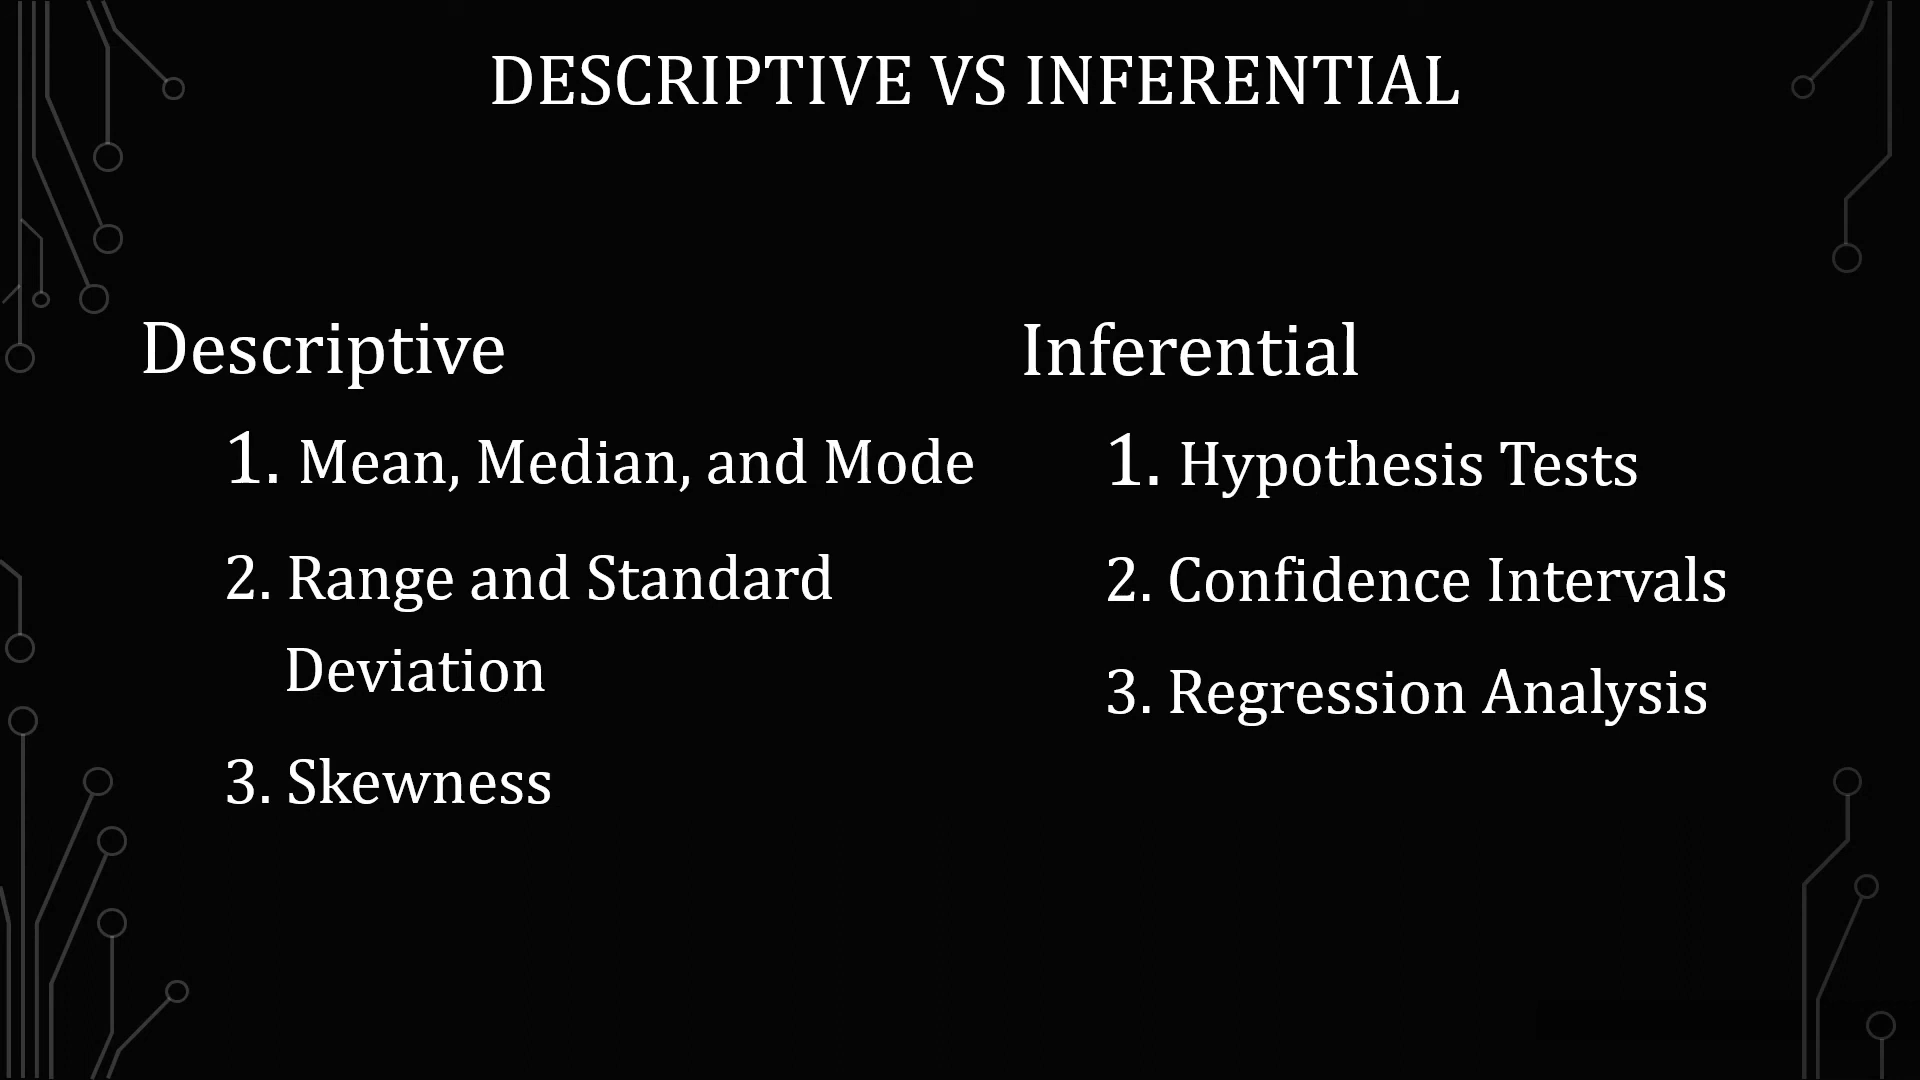 DESCRIPTIVE VS INFERENTIAL
Descriptive
1. Mean, Median, and Mode
2. Range and Standard
Deviation
3. Skewness
Inferential
1. Hypothesis Tests
2. Confidence Intervals
3. Regression Analysis